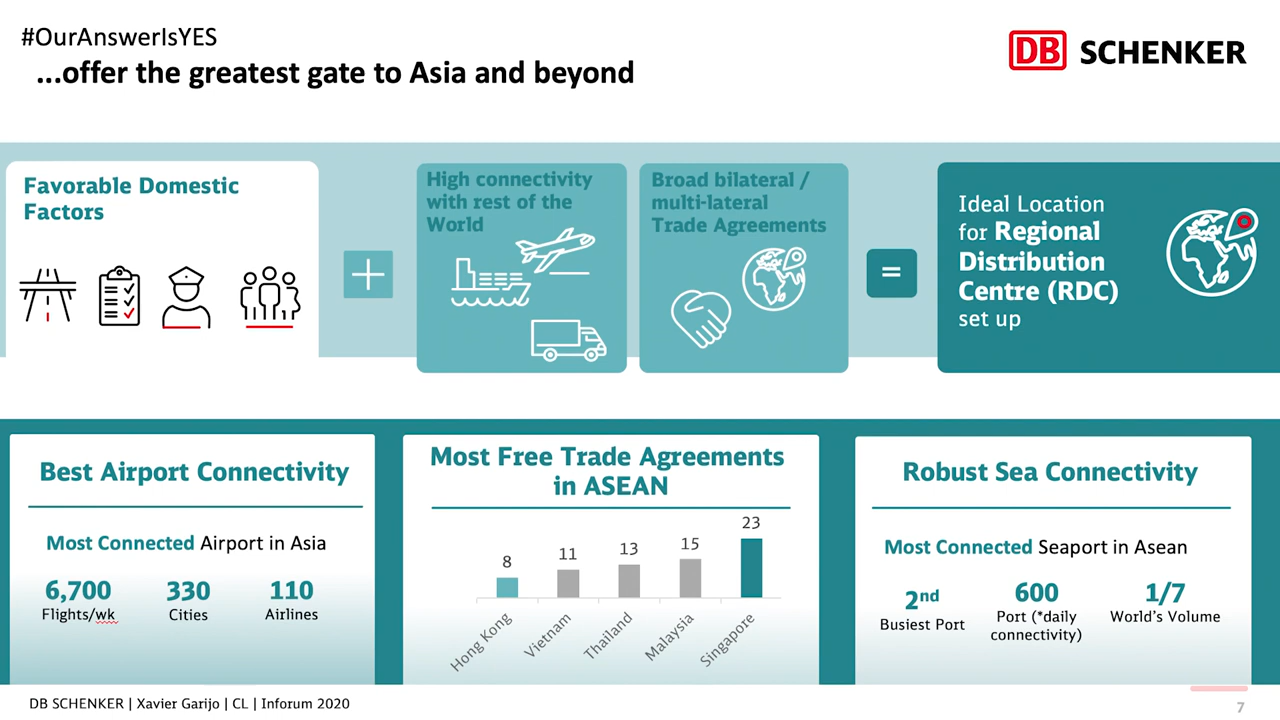 #OurAnswerIsYES
...offer the greatest gate to Asia and beyond
DB SCHENKER
Favorable Domestic
Factors
+
High connectivity
with rest of the
World
Broad bilateral /
multi-lateral
Trade Agreements
=
Ideal Location
for Regional
Distribution
Centre (RDC)
set up
Best Airport Connectivity
Most Connected Airport in Asia
6,700
Flights/wk
330
Cities
110
Airlines
Most Free Trade Agreements
in ASEAN
8
11
13
15
23
Hong Kong
Vietnam
Thailand
Malaysia
Singapore
Robust Sea Connectivity
Most Connected Seaport in Asean
2nd
Busiest Port
600
Port (*daily
connectivity)
1/7
World's Volume
DB SCHENKER | Xavier Garijo | CL | Inforum 2020
7